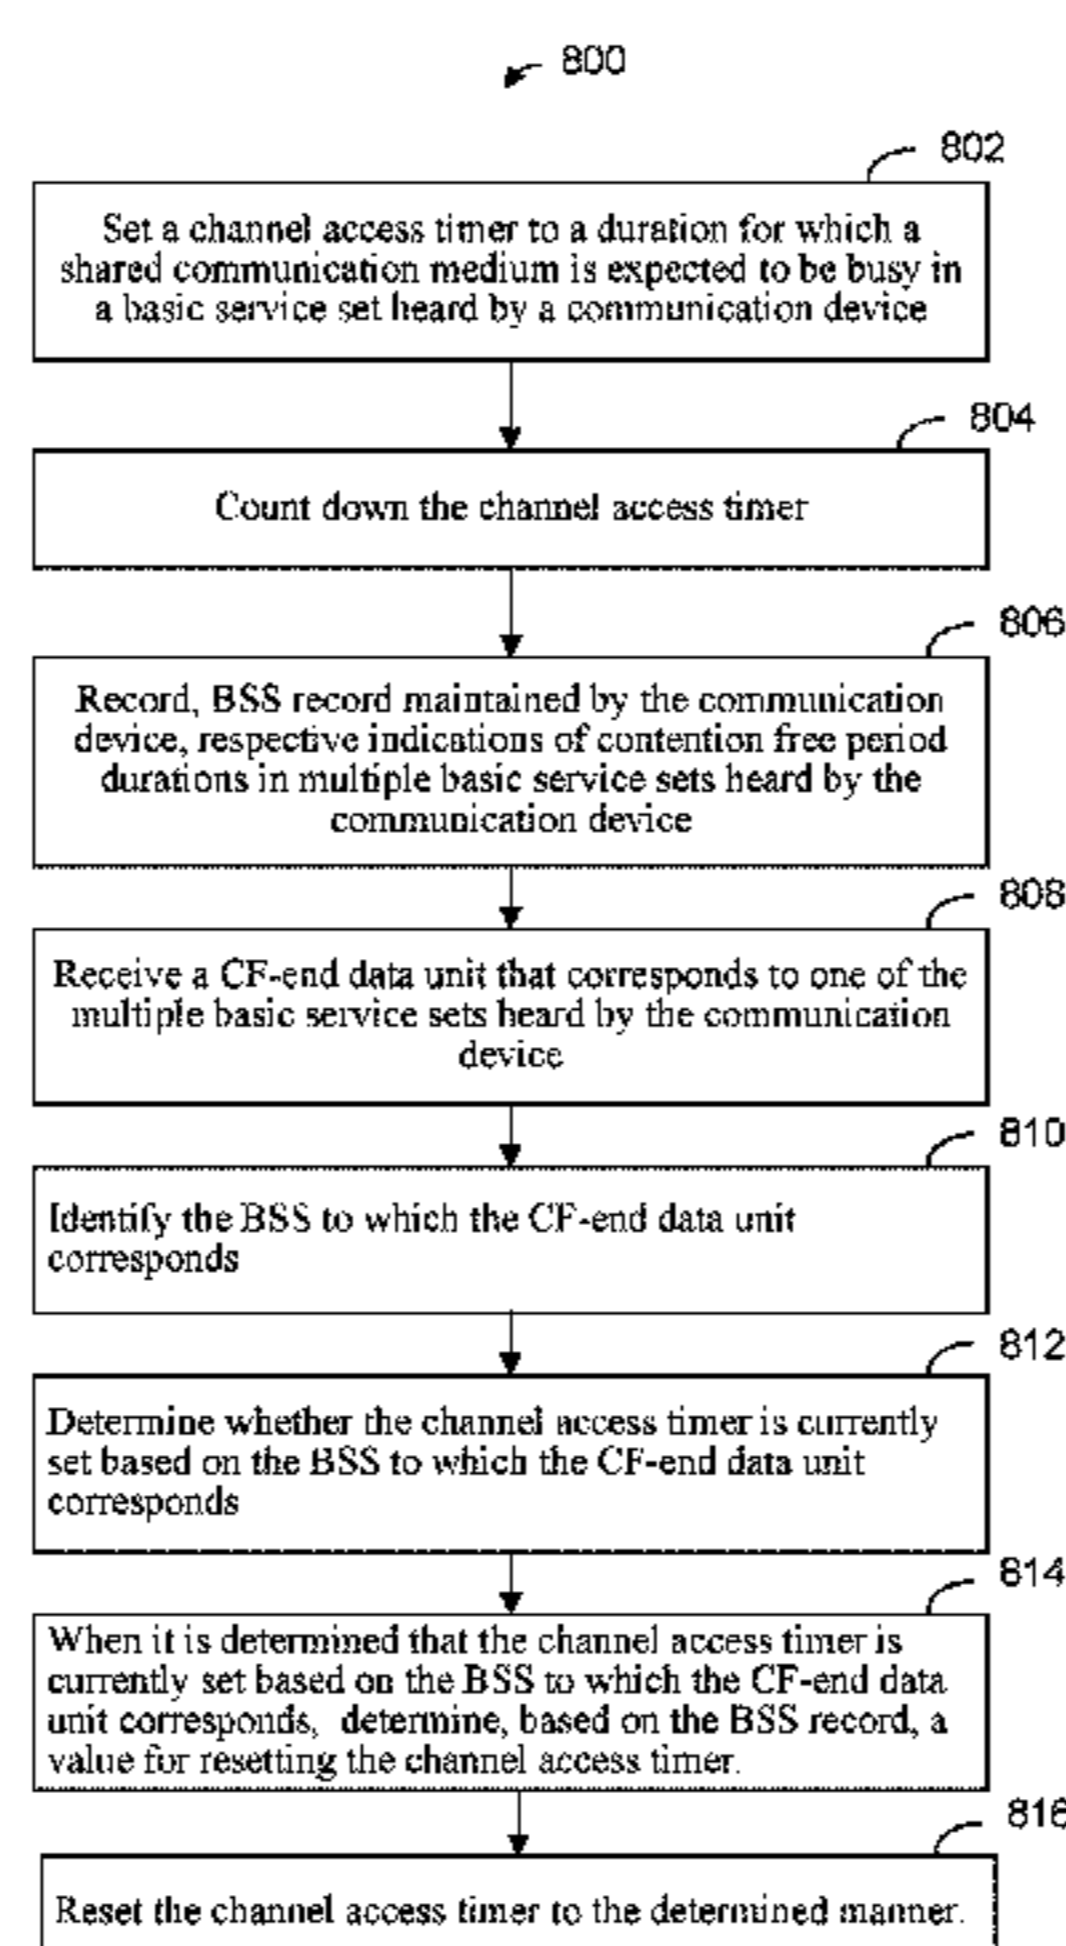 800
802
Set a channel access timer to a duration for which a
shared communication medium is expected to be busy in
a basic service set heard by a communication device
804
Count down the channel access timer
806
Record, BSS record maintained by the communication
device, respective indications of contention free period
durations in multiple basic service sets heard by the
communication device
808
Receive a CF-end data unit that corresponds to one of the
multiple basic service sets heard by the communication
device
810
Identify the BSS to which the CF-end data unit
corresponds
812
Determine whether the channel access timer is currently
set based on the BSS to which the CF-end data unit
corresponds
814
When it is determined that the channel access timer is
currently set based on the BSS to which the CF-end data
unit corresponds, determine, based on the BSS record, a
value for resetting the channel access timer.
816
Reset the channel access timer to the determined manner.